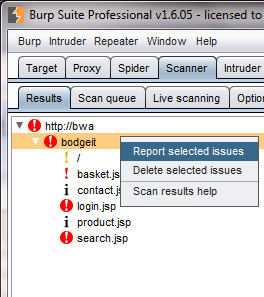 Burp Suite Professional v1.6.05 - licensed to
Burp Intruder Repeater Window Help
Target Proxy Spider Scanner Intruder
Results Scan queue Live scanning Option
http://bwa
bodgeit
Report selected issues
/
Delete selected issues
basket.js
contact.j
Scan results help
login.jsp
product.jsp
search.jsp